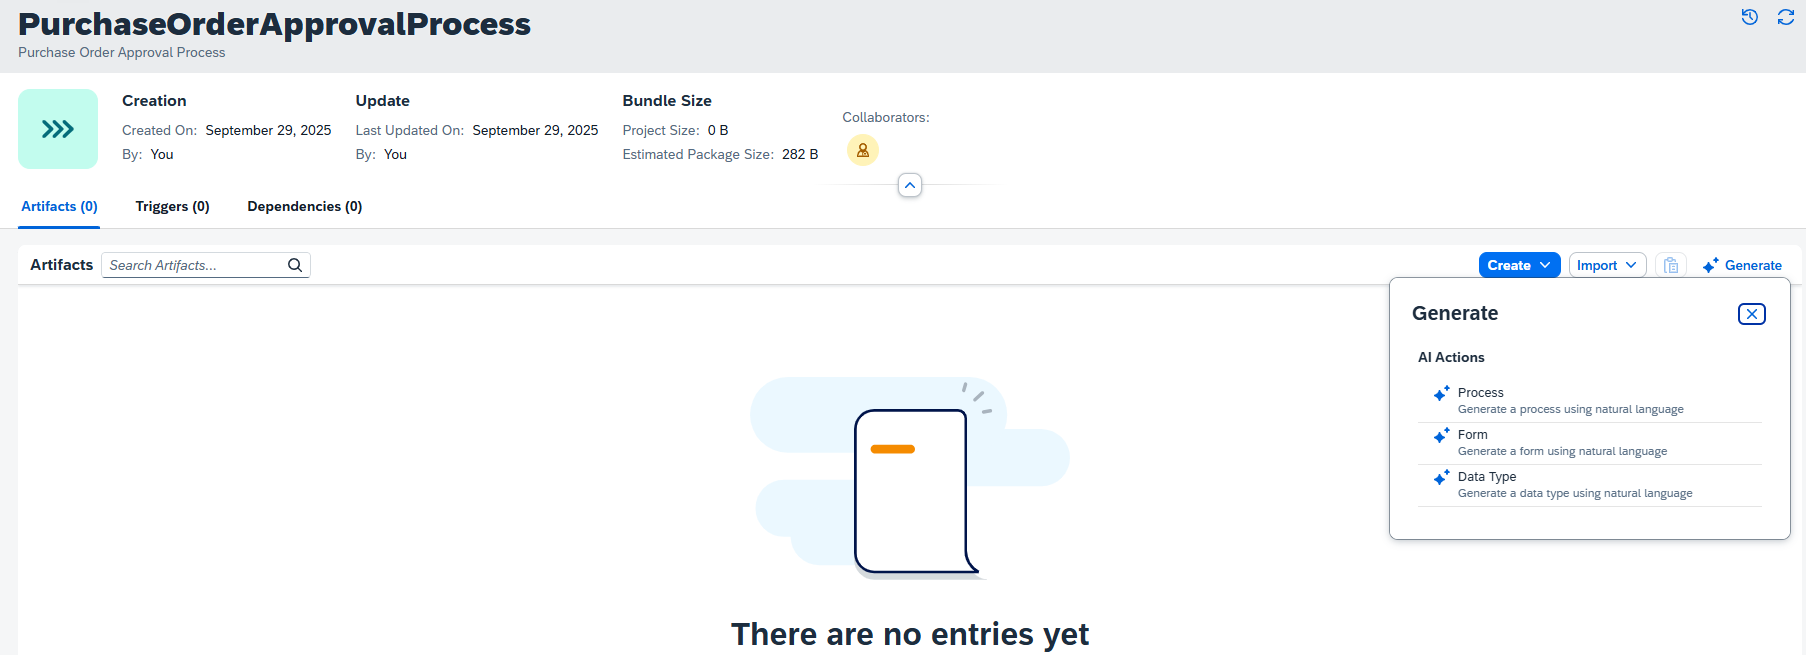 PurchaseOrderApprovalProcess
Purchase Order Approval Process
Creation
Created On: September 29, 2025
By: You
Update
Last Updated On: September 29, 2025
By: You
Bundle Size
Project Size: 0 B
Estimated Package Size: 282 B
Collaborators:
Artifacts (0) Triggers (0) Dependencies (0)
Artifacts Search Artifacts... Create Import Generate
Generate
AI Actions
Process
Generate a process using natural language
Form
Generate a form using natural language
Data Type
Generate a data type using natural language
There are no entries yet